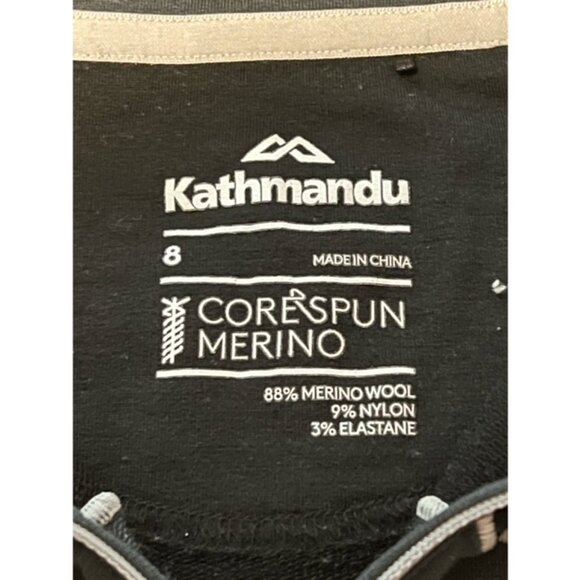 Kathmandu
8 MADE IN CHINA
CORESPUN
MERINO
88% MERINO WOOL
9% NYLON
3% ELASTANE